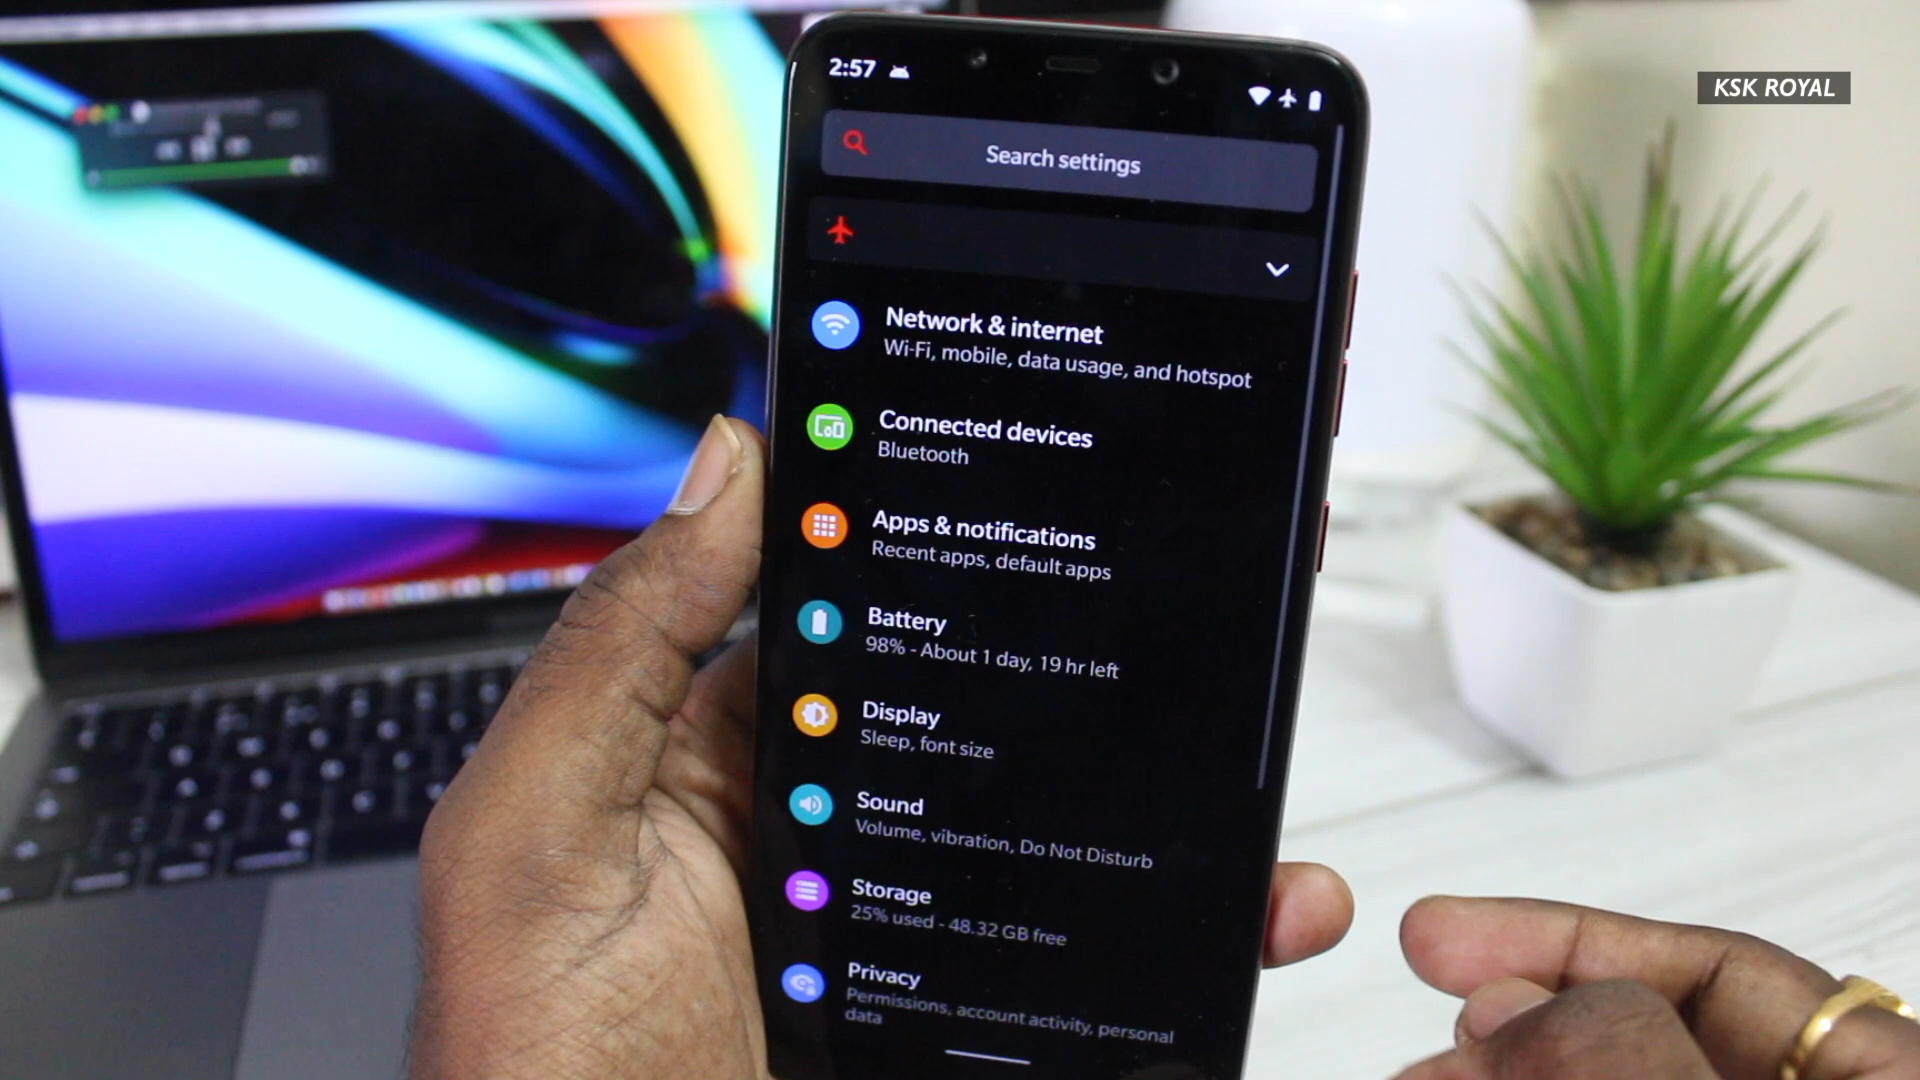 KSK ROYAL
2:57
Search settings
Network & internet
Wi-Fi, mobile, data usage, and hotspot
Connected devices
Bluetooth
Apps & notifications
Recent apps, default apps
Battery
98% - About 1 day, 19 hr left
Display
Sleep, font size
Sound
Volume, vibration, Do Not Disturb
Storage
25% used - 48.32 GB free
Privacy
Permissions, account activity, personal
data